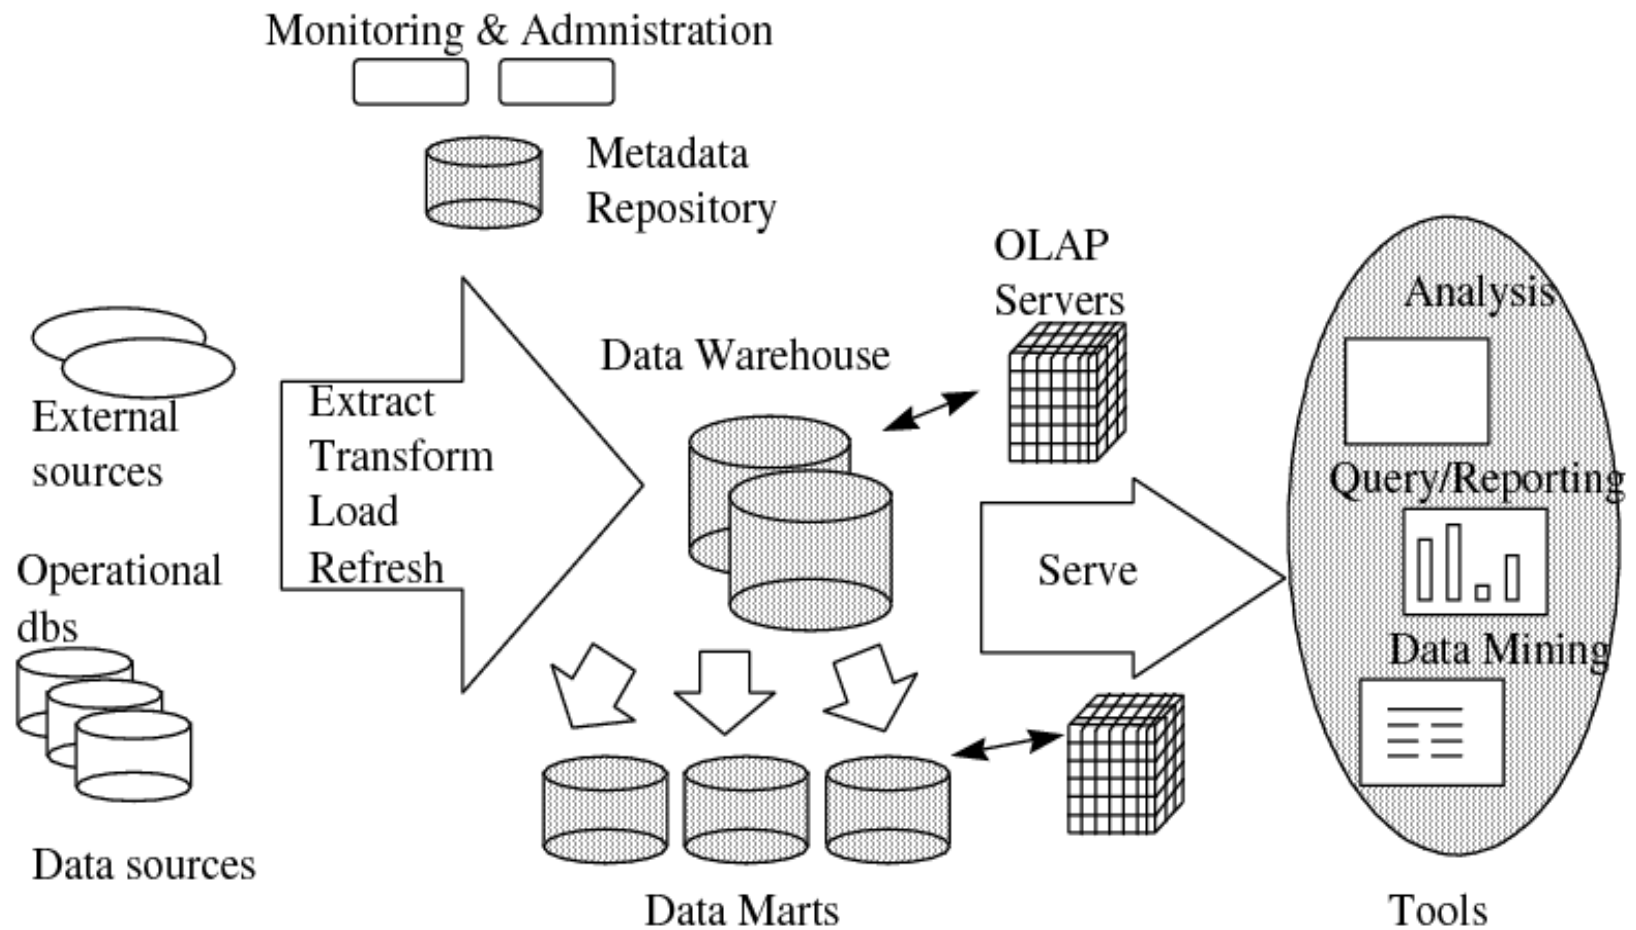 Monitoring & Admnistration
Metadata
Repository
OLAP
Servers
Data Warehouse
External
sources
Extract
Transform
Load
Refresh
Operational
dbs
Data sources
Data Marts
Serve
Analysis
Query/Reporting
Data Mining
Tools